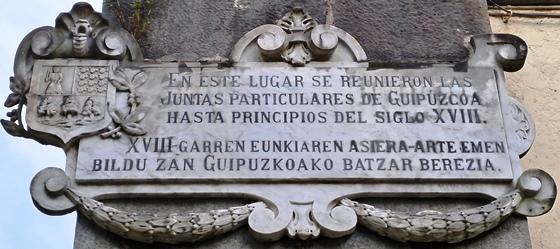 EN ESTE LUGAR SE REUNIERON LAS
JUNTAS PARTICULARES DE GUIPÚZCOA
HASTA PRINCIPIOS DEL SIGLO XVIII.
XVIII-GARREN EUNKIAREN ASIERA-ARTE EMEN
BILDU ZÁN GUIPUZKOAKO BATZAR BEREZIA.